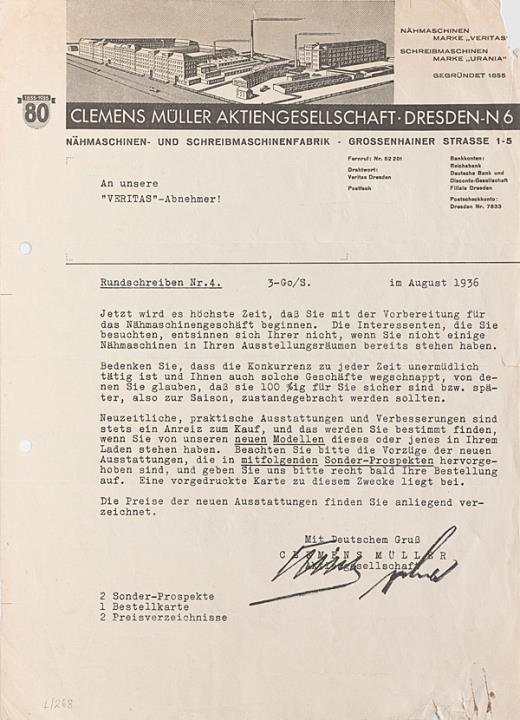 NÄHMASCHINEN
MARKE „VERITAS"
SCHREIBMASCHINEN
MARKE „URANIA"
GEGRÜNDET 1855
1855-1935
80
CLEMENS MÜLLER AKTIENGESELLSCHAFT · DRESDEN-N 6
NÄHMASCHINEN- UND SCHREIBMASCHINENFABRIK - GROSSENHAINER STRASSE 1-5
Fernruf: Nr. 52 201
Drahtwort:
Veritas Dresden
Postfach
Bankkonten:
Reichsbank
Deutsche Bank und
Disconto-Gesellschaft
Filiale Dresden
Postscheckkonto:
Dresden Nr. 7833
An unsere
"VERITAS"-Abnehmer!
Rundschreiben Nr.4. 3-Go/S. im August 1936
Jetzt wird es höchste Zeit, daß Sie mit der Vorbereitung für
das Nähmaschinengeschäft beginnen. Die Interessenten, die Sie
besuchten, entsinnen sich Ihrer nicht, wenn Sie nicht einige
Nähmaschinen in Ihren Ausstellungsräumen bereits stehen haben.
Bedenken Sie, dass die Konkurrenz zu jeder Zeit unermüdlich
tätig ist und Ihnen auch solche Geschäfte wegschnappt, von de-
nen Sie glauben, daß sie 100 %ig für Sie sicher sind bzw. spä-
ter, also zur Saison, zustandegebracht werden sollten.
Neuzeitliche, praktische Ausstattungen und Verbesserungen sind
stets ein Anreiz zum Kauf, und das werden Sie bestimmt finden,
wenn Sie von unseren neuen Modellen dieses oder jenes in Ihrem
Laden stehen haben. Beachten Sie bitte die Vorzüge der neuen
Ausstattungen, die in mitfolgenden Sonder-Prospekten hervorge-
hoben sind, und geben Sie uns bitte recht bald Ihre Bestellung
auf. Eine vorgedruckte Karte zu diesem Zwecke liegt bei.
Die Preise der neuen Ausstattungen finden Sie anliegend ver-
zeichnet.
Mit Deutschem Gruß
CLEMENS MÜLLER
Aktiengesellschaft
2 Sonder-Prospekte
1 Bestellkarte
2 Preisverzeichnisse
L/268